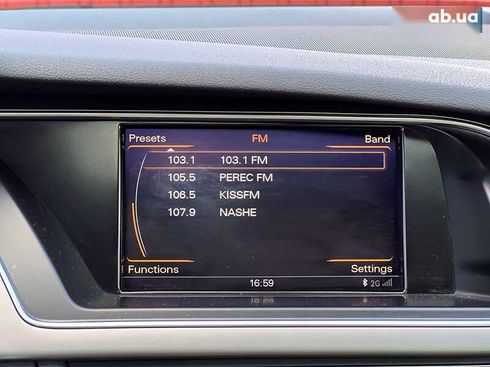 ab.ua
Presets FM Band
103.1 103.1 FM
105.5 PEREC FM
106.5 KISSFM
107.9 NASHE
Functions Settings
16:59 2G